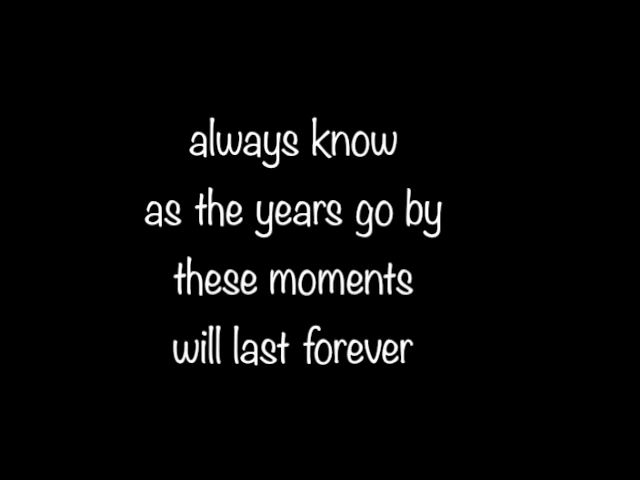 always know
as the years go by
these moments
will last forever